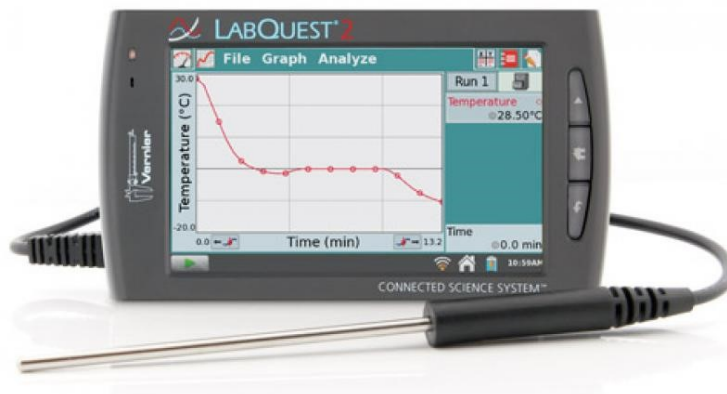 LABQUEST®2
File Graph Analyze
30.0
Run 1
Temperature
28.50°C
Temperature (°C)
Vernier
-20.0
Time
0.0
Time (min)
13.2
0.0 min
10:59AM
CONNECTED SCIENCE SYSTEM™